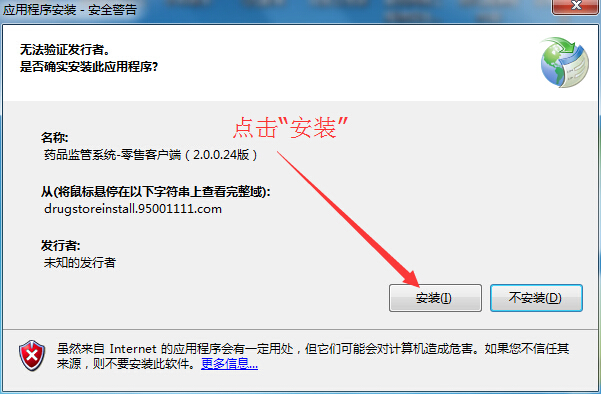 应用程序安装 - 安全警告
无法验证发行者。
是否确实安装此应用程序?
点击“安装”
名称:
药品监管系统-零售客户端（2.0.0.24版）
从(将鼠标悬停在以下字符串上查看完整域):
drugstoreinstall.95001111.com
发行者:
未知的发行者
安装(I)
不安装(D)
虽然来自 Internet 的应用程序会有一定用处，但它们可能会对计算机造成危害。如果您不信任其
来源，则不要安装此软件。更多信息...